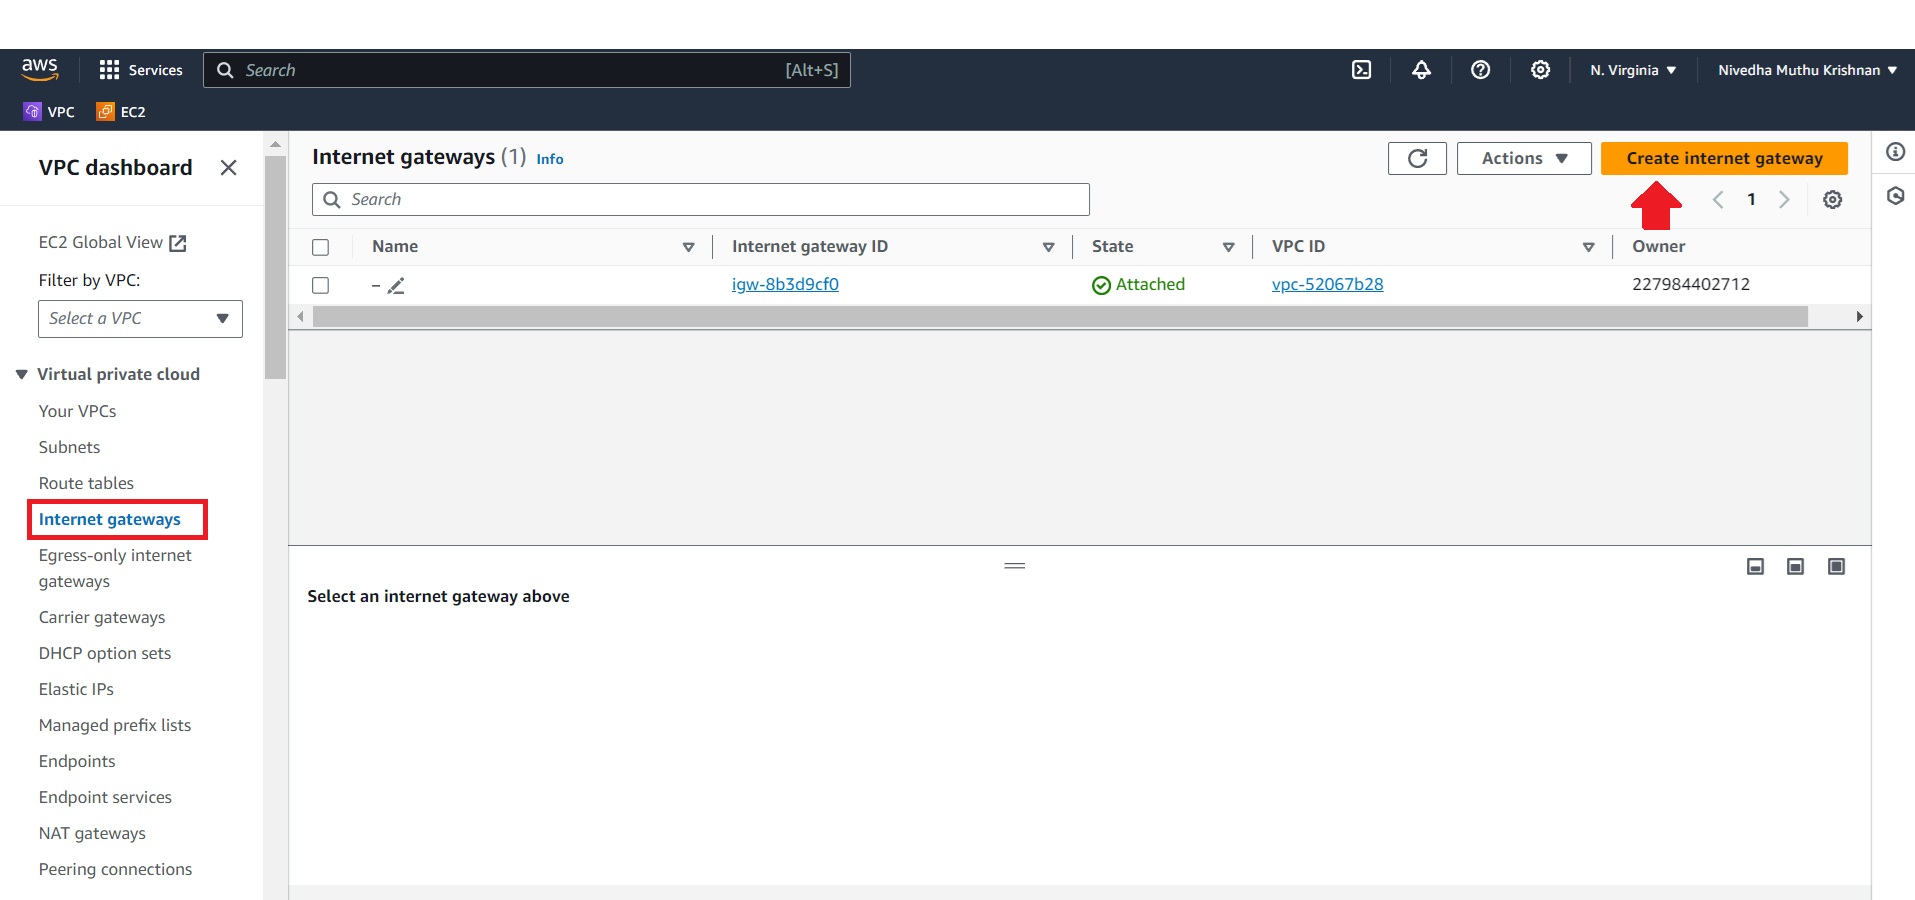 aws
Services
Search
[Alt+S]
N. Virginia
Nivedha Muthu Krishnan
VPC
EC2
VPC dashboard
EC2 Global View
Filter by VPC:
Select a VPC
Virtual private cloud
Your VPCs
Subnets
Route tables
Internet gateways
Egress-only internet
gateways
Carrier gateways
DHCP option sets
Elastic IPs
Managed prefix lists
Endpoints
Endpoint services
NAT gateways
Peering connections
Internet gateways (1) Info
Actions
Create internet gateway
Search
1
Name
Internet gateway ID
State
VPC ID
Owner
–
igw-8b3d9cf0
Attached
vpc-52067b28
227984402712
Select an internet gateway above